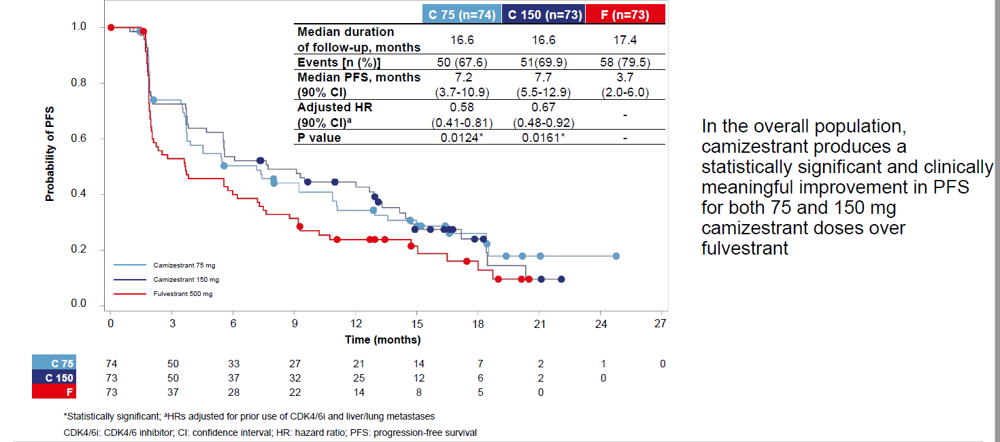 C 75 (n=74) C 150 (n=73) F (n=73)
Median duration
of follow-up, months 16.6 16.6 17.4
Events [n (%)] 50 (67.6) 51(69.9) 58 (79.5)
Median PFS, months 7.2 7.7 3.7
(90% CI) (3.7-10.9) (5.5-12.9) (2.0-6.0)
Adjusted HR 0.58 0.67 -
(90% CI)ª (0.41-0.81) (0.48-0.92)
P value 0.0124* 0.0161* -
Probability of PFS
1.0
0.8
0.6
0.4
0.2
0.0
Camizestrant 75 mg
Camizestrant 150 mg
Fulvestrant 500 mg
0 3 6 9 12 15 18 21 24 27
Time (months)
C 75 74 50 33 27 21 14 7 2 1 0
C 150 73 50 37 32 25 12 6 2 0
F 73 37 28 22 14 8 5 0
*Statistically significant; ªHRs adjusted for prior use of CDK4/6i and liver/lung metastases
CDK4/6i: CDK4/6 inhibitor; CI: confidence interval; HR: hazard ratio; PFS: progression-free survival
In the overall population,
camizestrant produces a
statistically significant and clinically
meaningful improvement in PFS
for both 75 and 150 mg
camizestrant doses over
fulvestrant